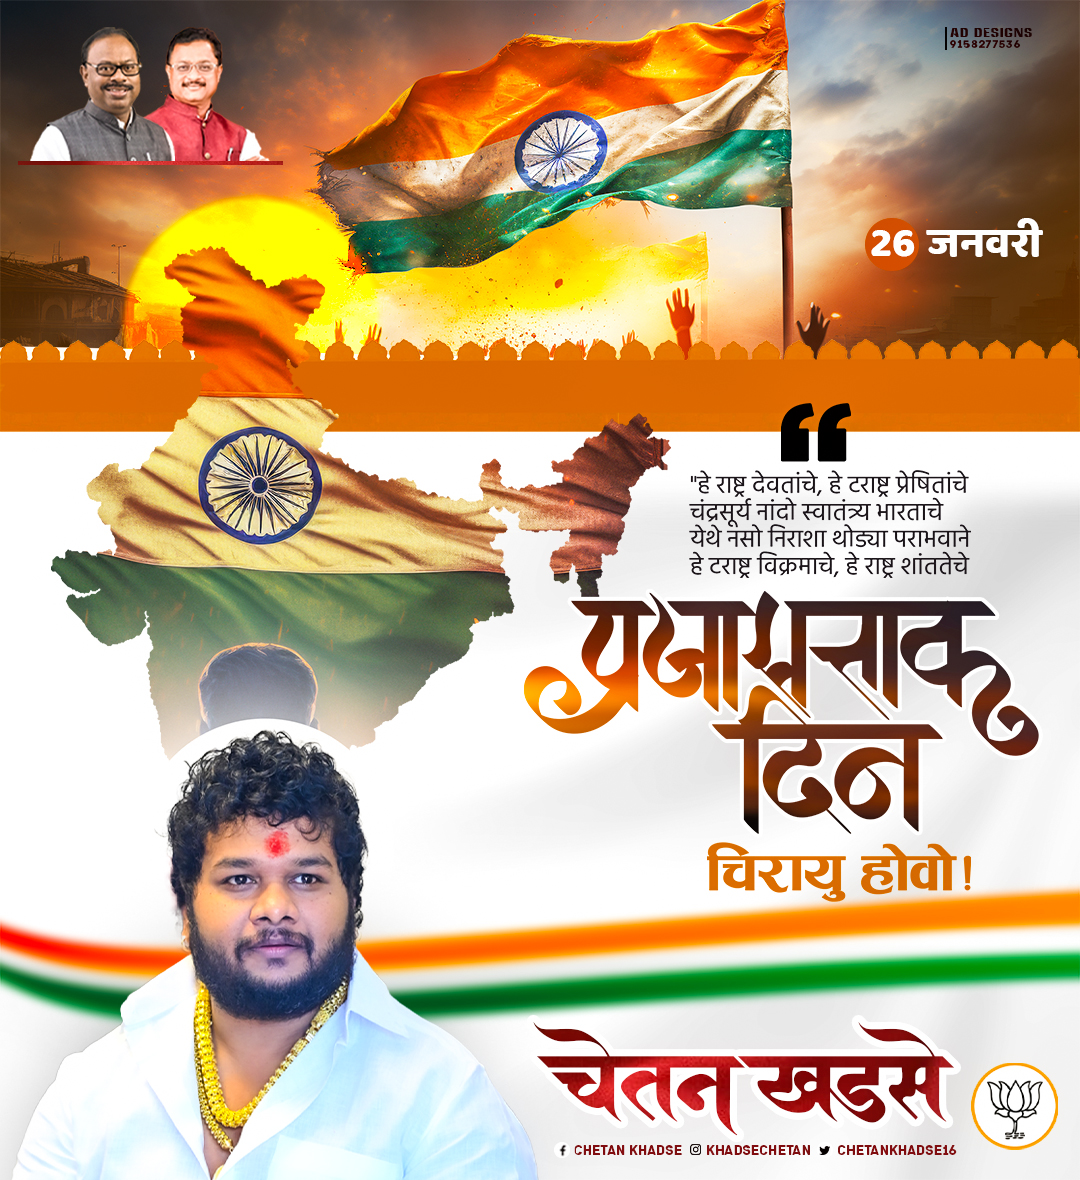 AD DESIGNS
9158277536
26 जनवरी
"हे राष्ट्र देवतांचे, हे टराष्ट्र प्रेषितांचे
चंद्रसूर्य नांदो स्वातंत्र्य भारताचे
येथे नसो निराशा थोड्या पराभवाने
हे टराष्ट्र विक्रमाचे, हे राष्ट्र शांततेचे
प्रजासत्ताक
दिन
चिरायु होवो!
चेतन खडसे
CHETAN KHADSE KHADSECHETAN CHETANKHADSE16